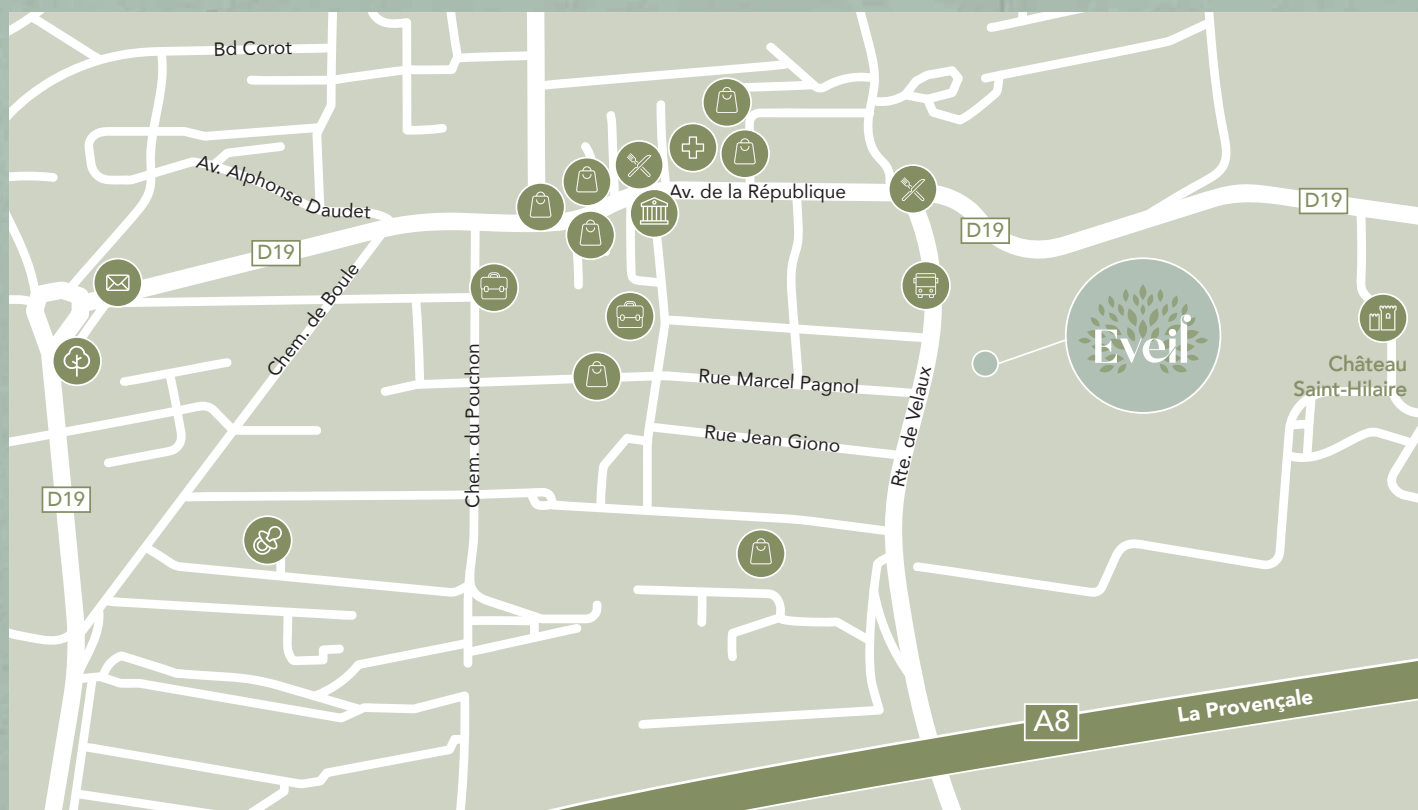 Bd Corot
Av. Alphonse Daudet
Av. de la République
D19
D19
D19
Chem. de Boule
Eveil
Château
Saint-Hilaire
Rue Marcel Pagnol
Chem. du Pouchon
Rte. de Velaux
Rue Jean Giono
D19
La Provençale
A8